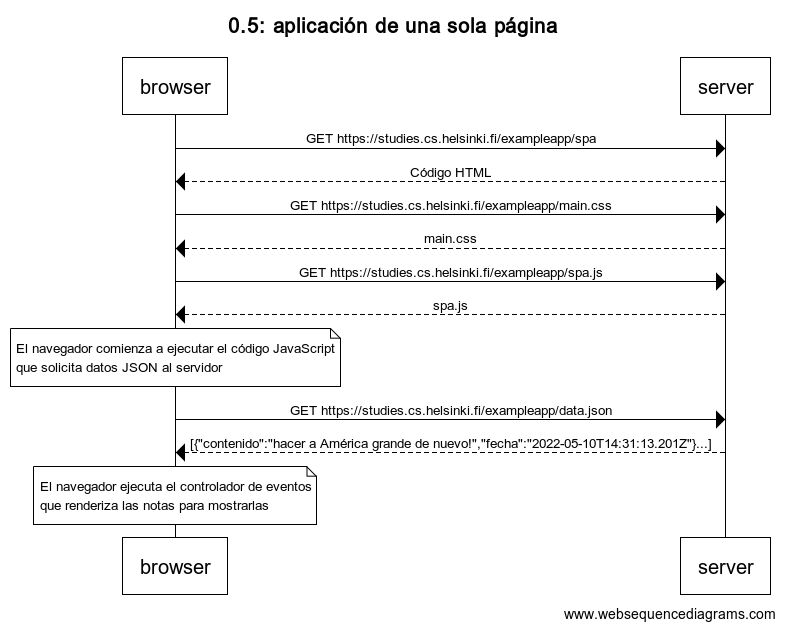 0.5: aplicación de una sola página
browser
server
GET https://studies.cs.helsinki.fi/exampleapp/spa
Código HTML
GET https://studies.cs.helsinki.fi/exampleapp/main.css
main.css
GET https://studies.cs.helsinki.fi/exampleapp/spa.js
spa.js
El navegador comienza a ejecutar el código JavaScript
que solicita datos JSON al servidor
GET https://studies.cs.helsinki.fi/exampleapp/data.json
[{"contenido":"hacer a América grande de nuevo!","fecha":"2022-05-10T14:31:13.201Z"}...]
El navegador ejecuta el controlador de eventos
que renderiza las notas para mostrarlas
browser
server
www.websequencediagrams.com